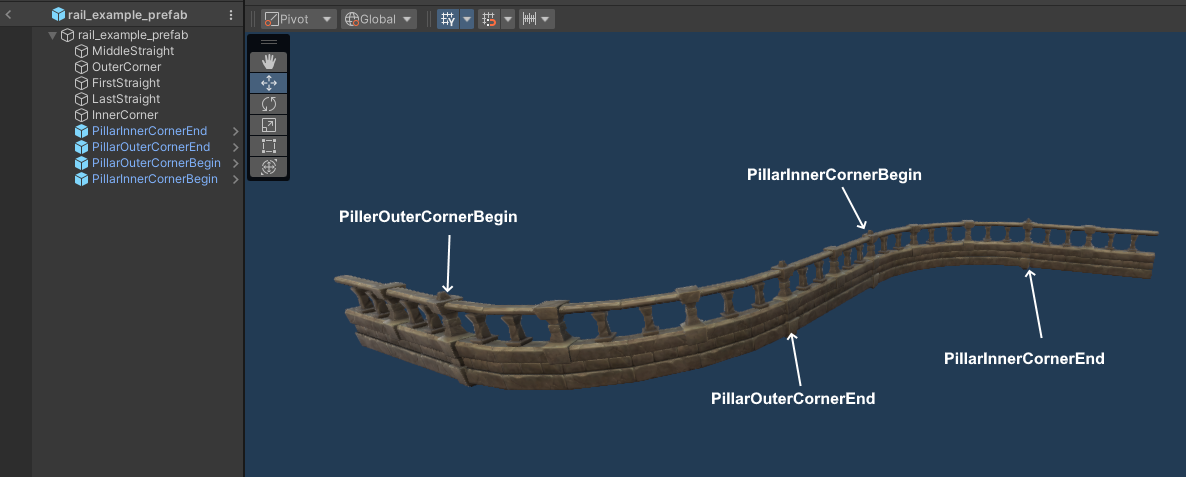 rail_example_prefab
Pivot
Global
rail_example_prefab
MiddleStraight
OuterCorner
FirstStraight
LastStraight
InnerCorner
PillarInnerCornerEnd
PillarOuterCornerEnd
PillarOuterCornerBegin
PillarInnerCornerBegin
PillarInnerCornerBegin
PillerOuterCornerBegin
PillarInnerCornerEnd
PillarOuterCornerEnd